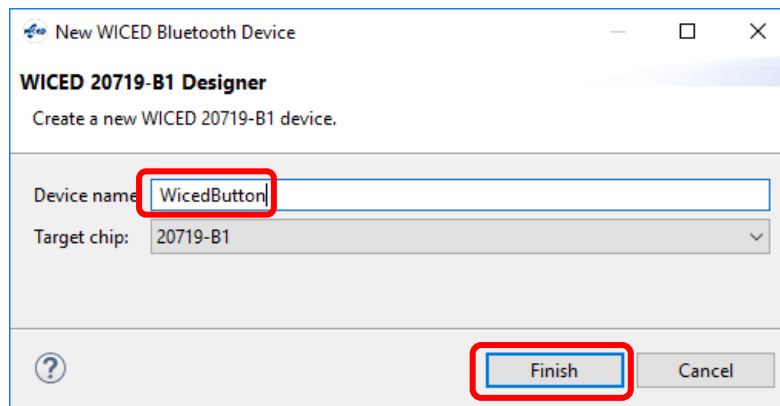 New WICED Bluetooth Device
WICED 20719-B1 Designer
Create a new WICED 20719-B1 device.
Device name WicedButton
Target chip: 20719-B1
? Finish Cancel